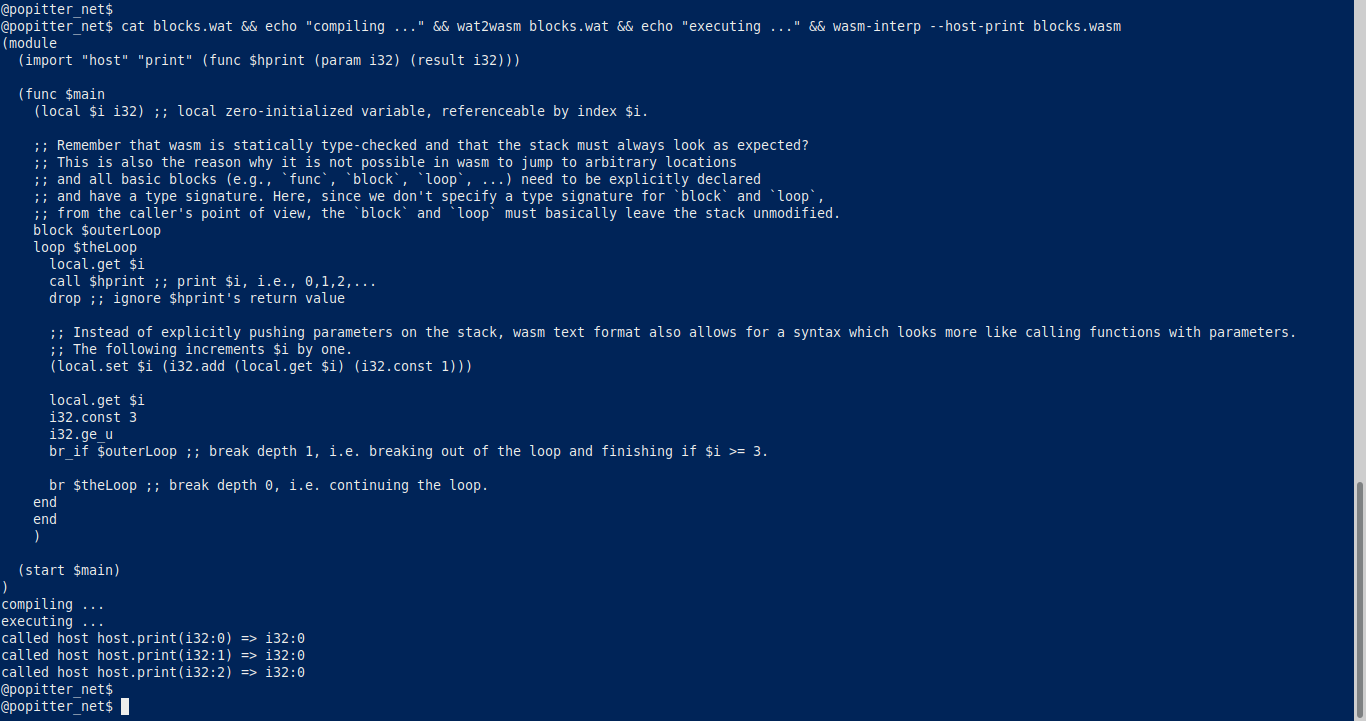 @popitter_net$
@popitter_net$ cat blocks.wat && echo "compiling ..." && wat2wasm blocks.wat && echo "executing ..." && wasm-interp --host-print blocks.wasm
(module
  (import "host" "print" (func $hprint (param i32) (result i32)))

  (func $main
    (local $i i32) ;; local zero-initialized variable, referenceable by index $i.

    ;; Remember that wasm is statically type-checked and that the stack must always look as expected?
    ;; This is also the reason why it is not possible in wasm to jump to arbitrary locations
    ;; and all basic blocks (e.g., `func`, `block`, `loop`, ...) need to be explicitly declared
    ;; and have a type signature. Here, since we don't specify a type signature for `block` and `loop`,
    ;; from the caller's point of view, the `block` and `loop` must basically leave the stack unmodified.
    block $outerLoop
    loop $theLoop
      local.get $i
      call $hprint ;; print $i, i.e., 0,1,2,...
      drop ;; ignore $hprint's return value

      ;; Instead of explicitly pushing parameters on the stack, wasm text format also allows for a syntax which looks more like calling functions with parameters.
      ;; The following increments $i by one.
      (local.set $i (i32.add (local.get $i) (i32.const 1)))

      local.get $i
      i32.const 3
      i32.ge_u
      br_if $outerLoop ;; break depth 1, i.e. breaking out of the loop and finishing if $i >= 3.

      br $theLoop ;; break depth 0, i.e. continuing the loop.
    end
    end
    )

  (start $main)
)
compiling ...
executing ...
called host host.print(i32:0) => i32:0
called host host.print(i32:1) => i32:0
called host host.print(i32:2) => i32:0
@popitter_net$
@popitter_net$